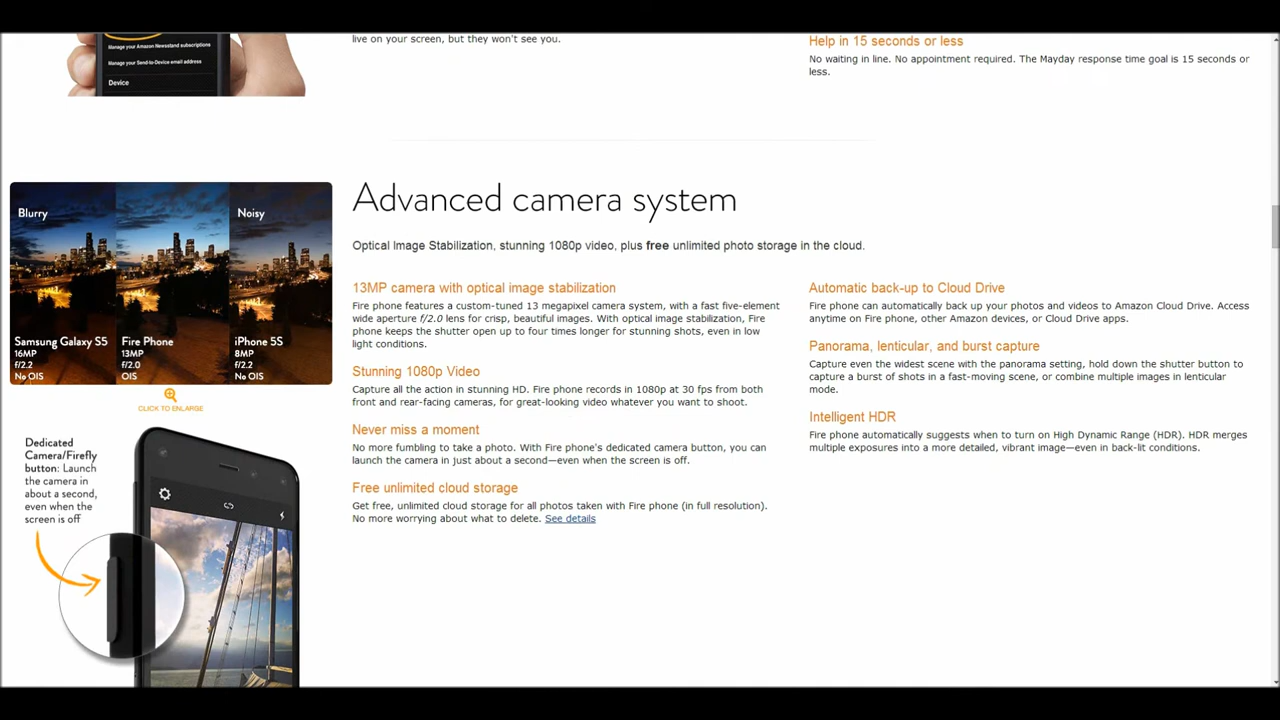 Manage your Amazon Newsstand subscriptions
Manage your Send-to-Device email address
Device
live on your screen, but they won't see you.
Help in 15 seconds or less
No waiting in line. No appointment required. The Mayday response time goal is 15 seconds or
less.
Blurry
Noisy
Samsung Galaxy S5
16MP
f/2.2
No OIS
Fire Phone
13MP
f/2.0
OIS
iPhone 5S
8MP
f/2.2
No OIS
CLICK TO ENLARGE
Dedicated
Camera/Firefly
button: Launch
the camera in
about a second,
even when the
screen is off
Advanced camera system
Optical Image Stabilization, stunning 1080p video, plus free unlimited photo storage in the cloud.
13MP camera with optical image stabilization
Fire phone features a custom-tuned 13 megapixel camera system, with a fast five-element
wide aperture f/2.0 lens for crisp, beautiful images. With optical image stabilization, Fire
phone keeps the shutter open up to four times longer for stunning shots, even in low
light conditions.
Stunning 1080p Video
Capture all the action in stunning HD. Fire phone records in 1080p at 30 fps from both
front and rear-facing cameras, for great-looking video whatever you want to shoot.
Never miss a moment
No more fumbling to take a photo. With Fire phone's dedicated camera button, you can
launch the camera in just about a second—even when the screen is off.
Free unlimited cloud storage
Get free, unlimited cloud storage for all photos taken with Fire phone (in full resolution).
No more worrying about what to delete. See details
Automatic back-up to Cloud Drive
Fire phone can automatically back up your photos and videos to Amazon Cloud Drive. Access
anytime on Fire phone, other Amazon devices, or Cloud Drive apps.
Panorama, lenticular, and burst capture
Capture even the widest scene with the panorama setting, hold down the shutter button to
capture a burst of shots in a fast-moving scene, or combine multiple images in lenticular
mode.
Intelligent HDR
Fire phone automatically suggests when to turn on High Dynamic Range (HDR). HDR merges
multiple exposures into a more detailed, vibrant image—even in back-lit conditions.